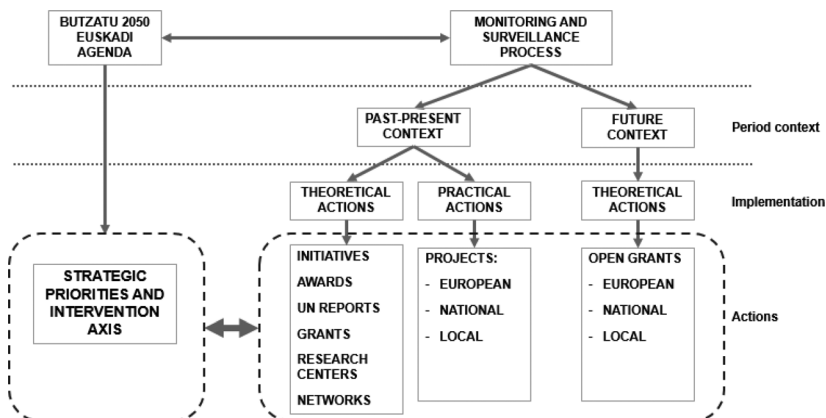 BUTZATU 2050
EUSKADI
AGENDA
MONITORING AND
SURVEILLANCE
PROCESS
PAST-PRESENT
CONTEXT
FUTURE
CONTEXT
Period context
THEORETICAL
ACTIONS
PRACTICAL
ACTIONS
THEORETICAL
ACTIONS
Implementation
STRATEGIC
PRIORITIES AND
INTERVENTION
AXIS
INITIATIVES
AWARDS
UN REPORTS
GRANTS
RESEARCH
CENTERS
NETWORKS
PROJECTS:
- EUROPEAN
- NATIONAL
- LOCAL
OPEN GRANTS
- EUROPEAN
- NATIONAL
- LOCAL
Actions